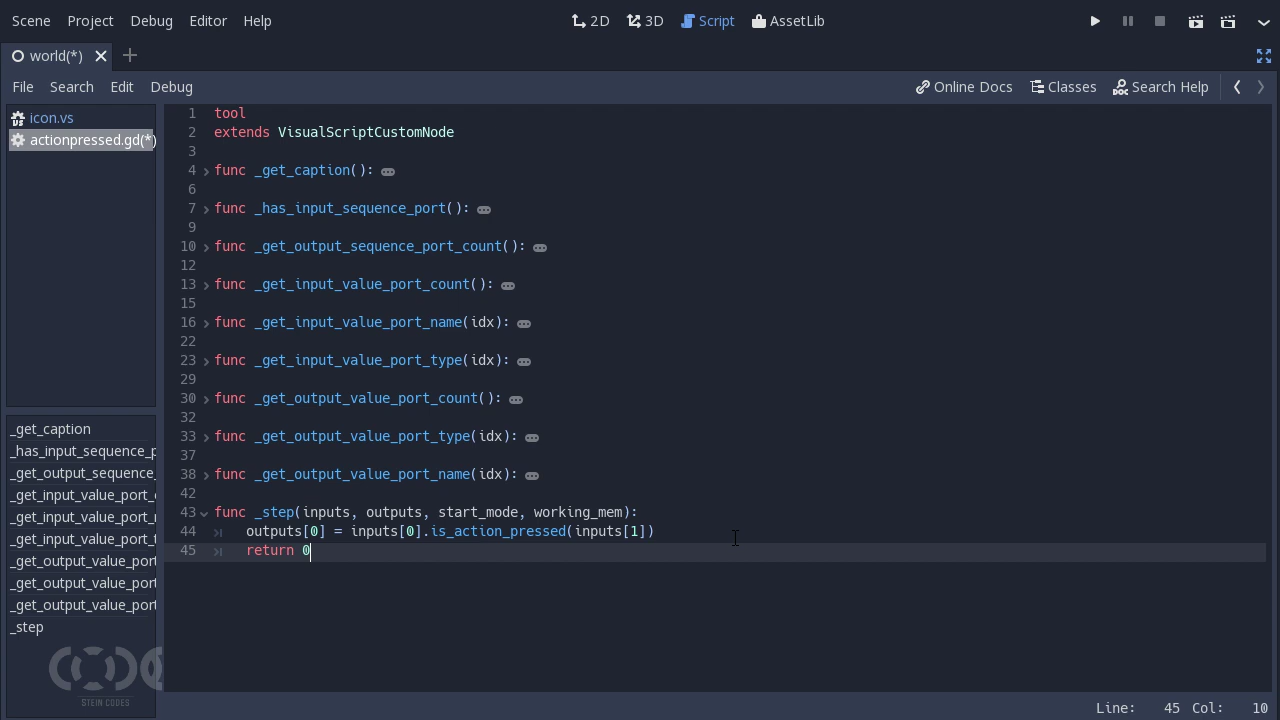 Scene Project Debug Editor Help 2D 3D Script AssetLib
world(*)
File Search Edit Debug Online Docs Classes Search Help
icon.vs
actionpressed.gd(*)
_get_caption
_has_input_sequence_p
_get_output_sequence_
_get_input_value_port_
_get_input_value_port_
_get_input_value_port_
_get_output_value_port
_get_output_value_port
_get_output_value_port
_step
STEIN CODES
1 tool
2 extends VisualScriptCustomNode
3
4 func _get_caption():
6
7 func _has_input_sequence_port():
9
10 func _get_output_sequence_port_count():
12
13 func _get_input_value_port_count():
15
16 func _get_input_value_port_name(idx):
22
23 func _get_input_value_port_type(idx):
29
30 func _get_output_value_port_count():
32
33 func _get_output_value_port_type(idx):
37
38 func _get_output_value_port_name(idx):
42
43 func _step(inputs, outputs, start_mode, working_mem):
44 outputs[0] = inputs[0].is_action_pressed(inputs[1])
45 return 0
Line: 45 Col: 10